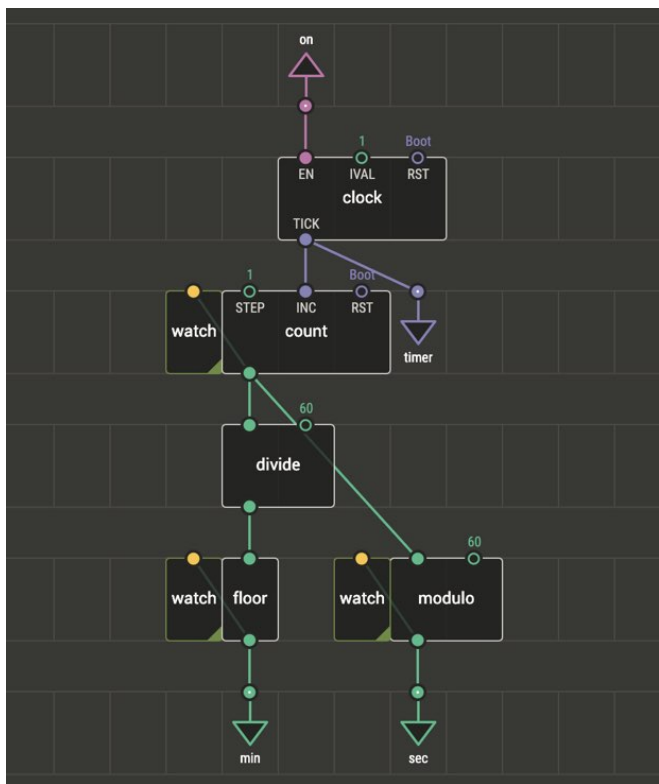 on
1 Boot
EN IVAL RST
clock
TICK
1 Boot
STEP INC RST
watch count
timer
60
divide
60
watch floor watch modulo
min sec